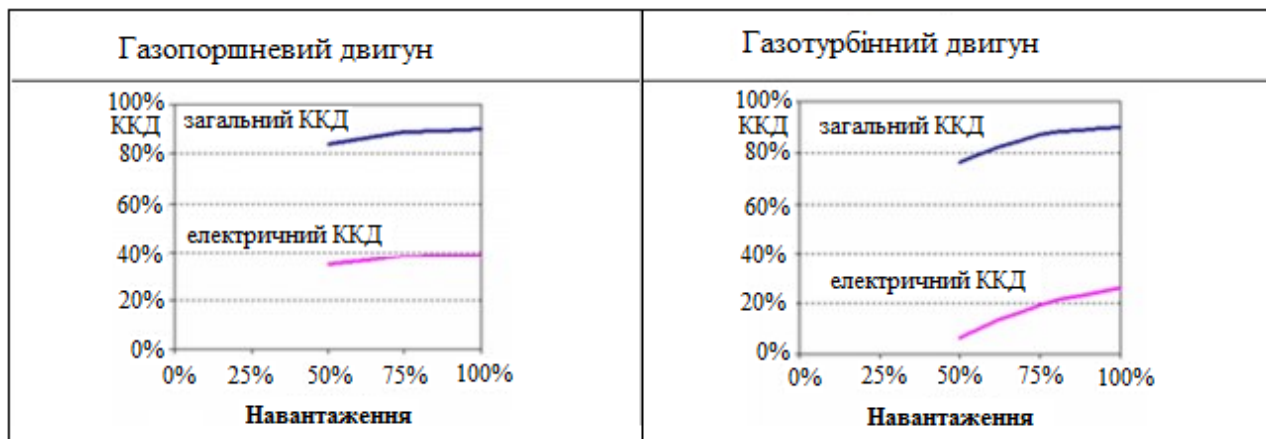 Газопоршневий двигун
100%
ККД
загальний ККД
80%
60%
електричний ККД
40%
20%
0%
0% 25% 50% 75% 100%
Навантаження
Газотурбінний двигун
100%
ККД
загальний ККД
80%
60%
40%
електричний ККД
20%
0%
0% 25% 50% 75% 100%
Навантаження